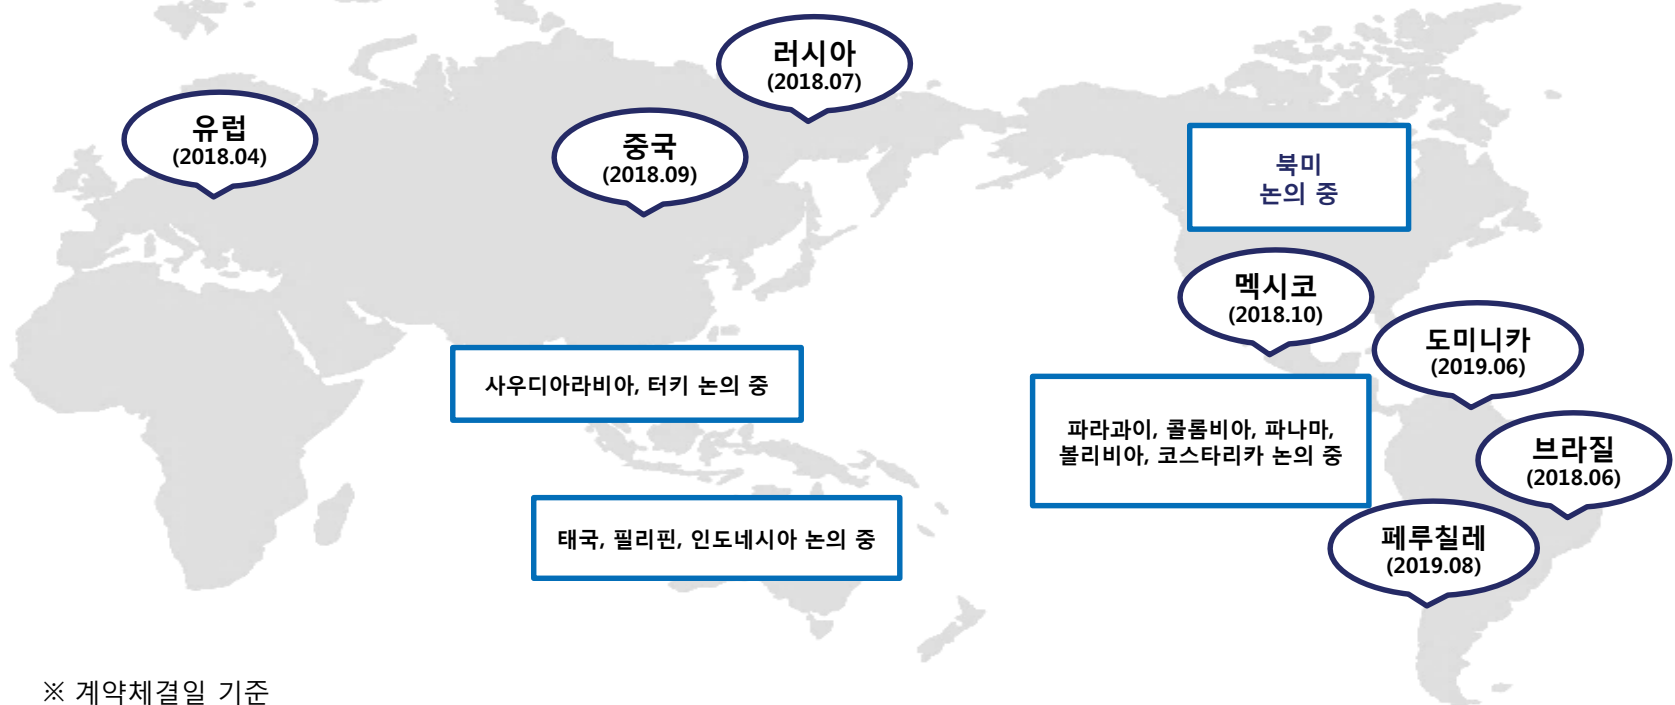 러시아
(2018.07)
유럽
(2018.04)
중국
(2018.09)
북미
논의 중
멕시코
(2018.10)
도미니카
(2019.06)
사우디아라비아, 터키 논의 중
파라과이, 콜롬비아, 파나마,
볼리비아, 코스타리카 논의 중
브라질
(2018.06)
태국, 필리핀, 인도네시아 논의 중
페루칠레
(2019.08)
※ 계약체결일 기준